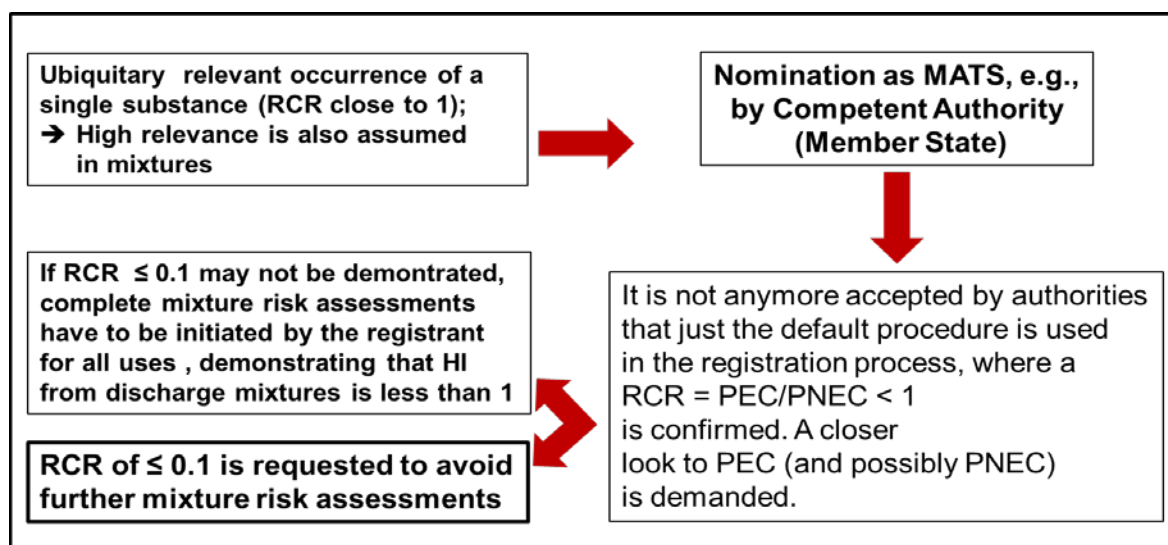 Ubiquitary relevant occurrence of a
single substance (RCR close to 1);
➔ High relevance is also assumed
in mixtures
Nomination as MATS, e.g.,
by Competent Authority
(Member State)
It is not anymore accepted by authorities
that just the default procedure is used
in the registration process, where a
RCR = PEC/PNEC < 1
is confirmed. A closer
look to PEC (and possibly PNEC)
is demanded.
If RCR ≤ 0.1 may not be demontrated,
complete mixture risk assessments
have to be initiated by the registrant
for all uses , demonstrating that HI
from discharge mixtures is less than 1
RCR of ≤ 0.1 is requested to avoid
further mixture risk assessments